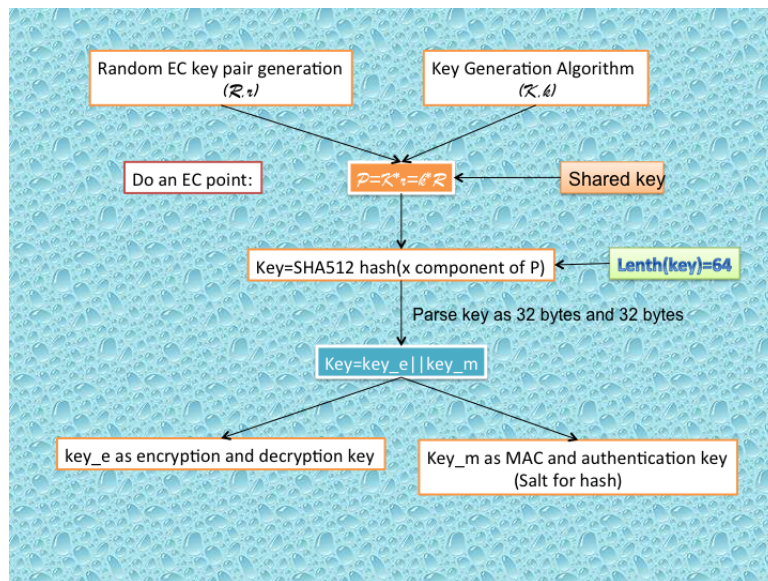 Random EC key pair generation
(R,r)
Key Generation Algorithm
(K,k)
Do an EC point:
P=K*r=k*R
Shared key
Key=SHA512 hash(x component of P)
Lenth(key)=64
Parse key as 32 bytes and 32 bytes
Key=key_e||key_m
key_e as encryption and decryption key
Key_m as MAC and authentication key
(Salt for hash)